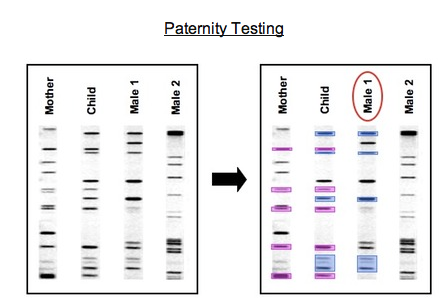 Paternity Testing
Mother
Child
Male 1
Male 2
Mother
Child
Male 1
Male 2